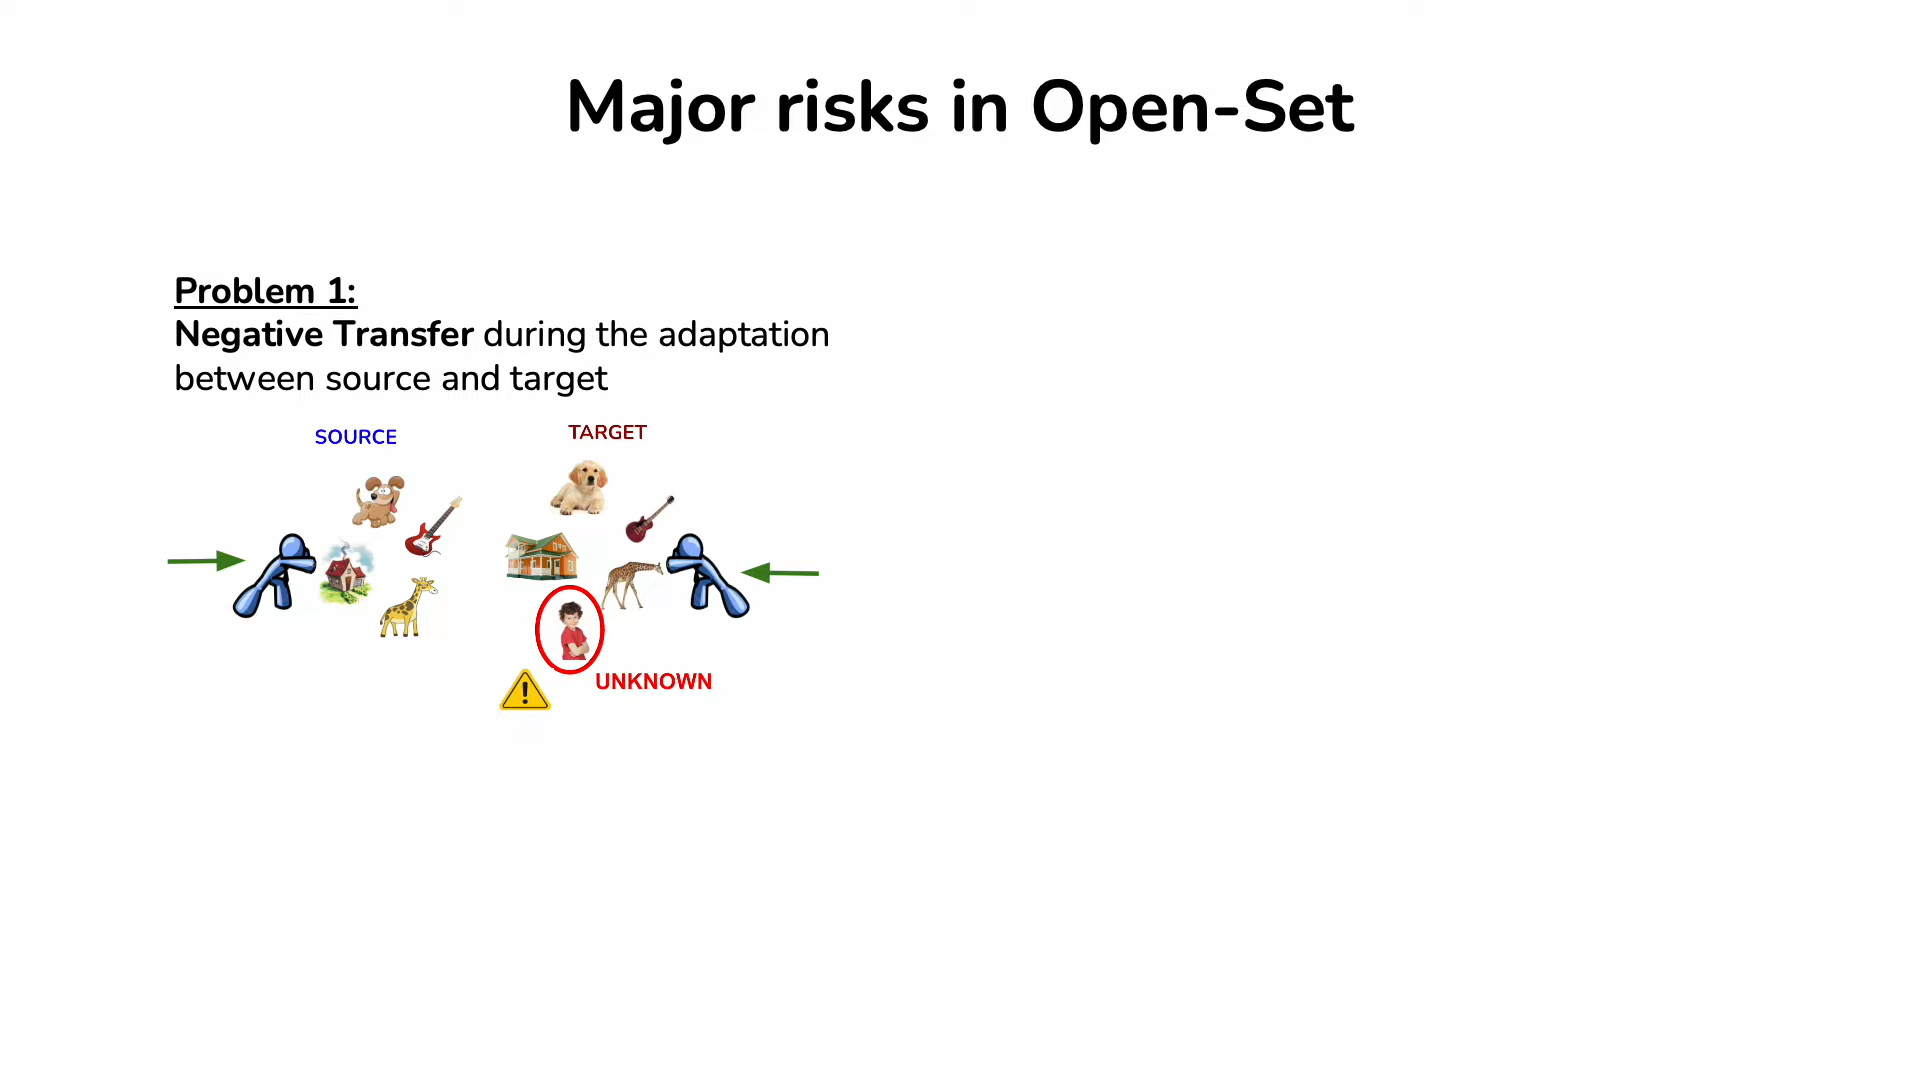 Major risks in Open-Set
Problem 1:
Negative Transfer during the adaptation
between source and target
SOURCE
TARGET
UNKNOWN